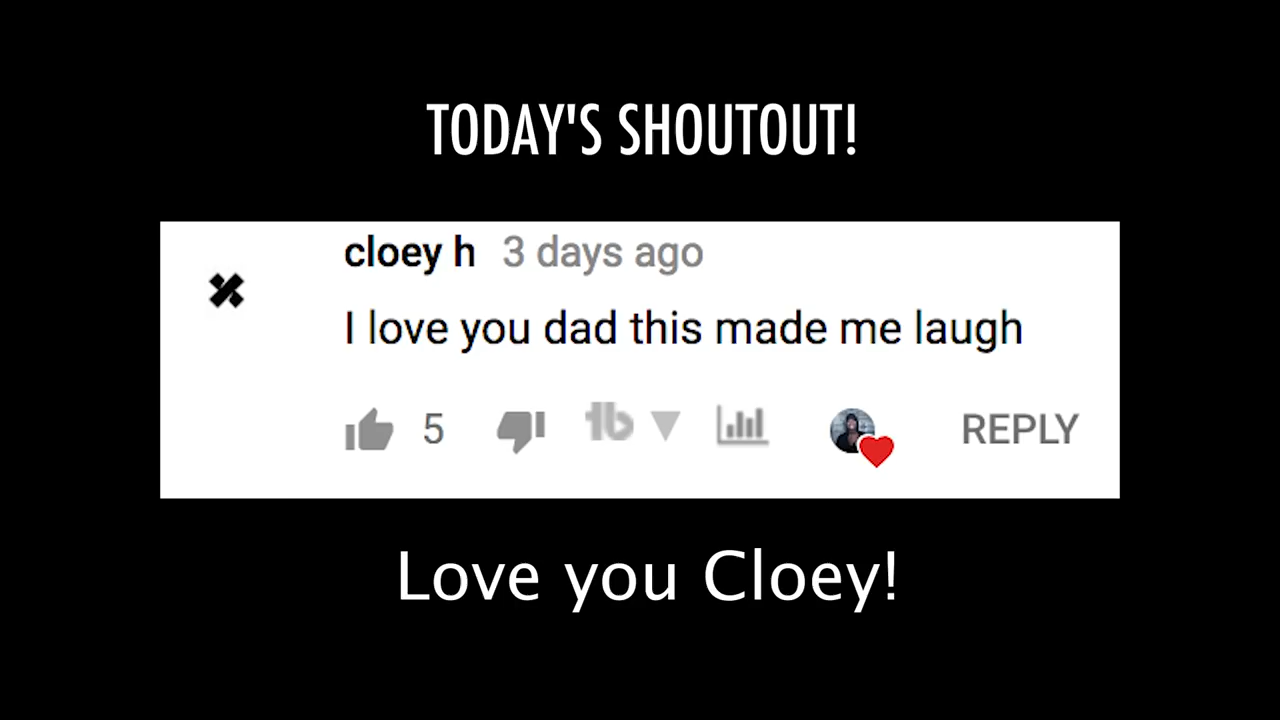 TODAY'S SHOUTOUT!
cloey h 3 days ago
I love you dad this made me laugh
5 REPLY
Love you Cloey!